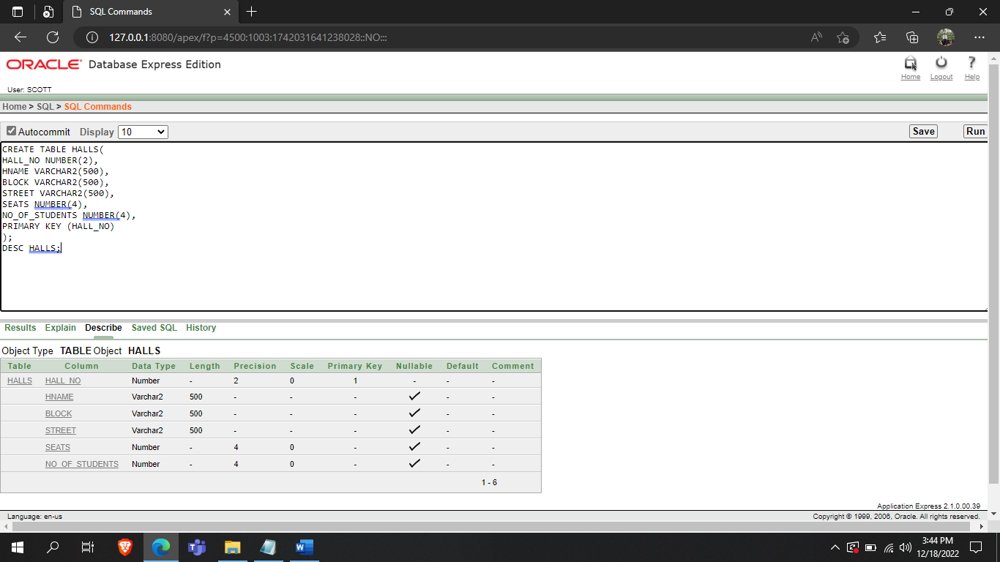 SQL Commands
127.0.0.1:8080/apex/f?p=4500:1003:1742031641238028::NO:::
ORACLE Database Express Edition
Home Logout Help
User: SCOTT
Home > SQL > SQL Commands
Autocommit Display 10 Save Run
CREATE TABLE HALLS(
HALL_NO NUMBER(2),
HNAME VARCHAR2(500),
BLOCK VARCHAR2(500),
STREET VARCHAR2(500),
SEATS NUMBER(4),
NO_OF_STUDENTS NUMBER(4),
PRIMARY KEY (HALL_NO)
);
DESC HALLS;
Results Explain Describe Saved SQL History
Object Type TABLE Object HALLS
Table Column Data Type Length Precision Scale Primary Key Nullable Default Comment
HALLS HALL_NO Number - 2 0 1 - - -
HNAME Varchar2 500 - - - ✓ - -
BLOCK Varchar2 500 - - - ✓ - -
STREET Varchar2 500 - - - ✓ - -
SEATS Number - 4 0 - ✓ - -
NO_OF_STUDENTS Number - 4 0 - ✓ - -
1 - 6
Application Express 2.1.0.00.39
Language: en-us Copyright © 1999, 2006, Oracle. All rights reserved.
3:44 PM
12/18/2022